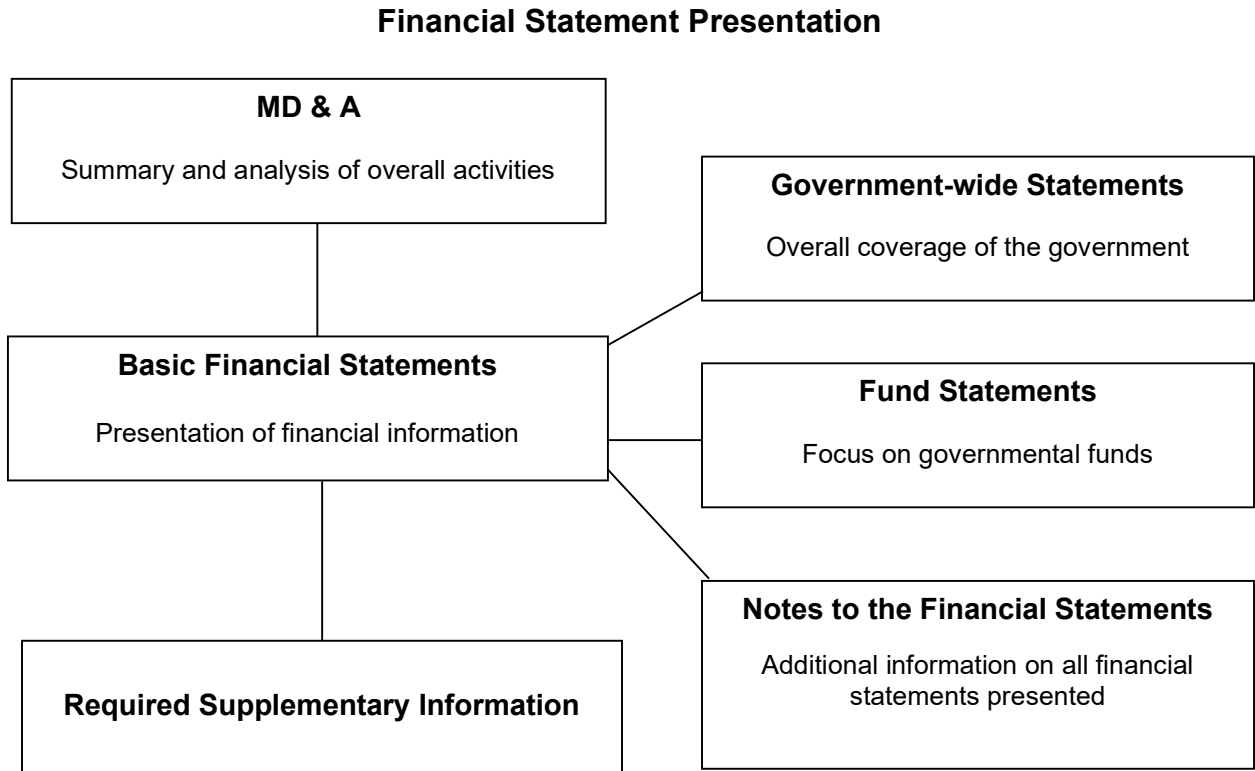 Financial Statement Presentation
MD & A
Summary and analysis of overall activities
Government-wide Statements
Overall coverage of the government
Basic Financial Statements
Presentation of financial information
Fund Statements
Focus on governmental funds
Notes to the Financial Statements
Additional information on all financial
statements presented
Required Supplementary Information